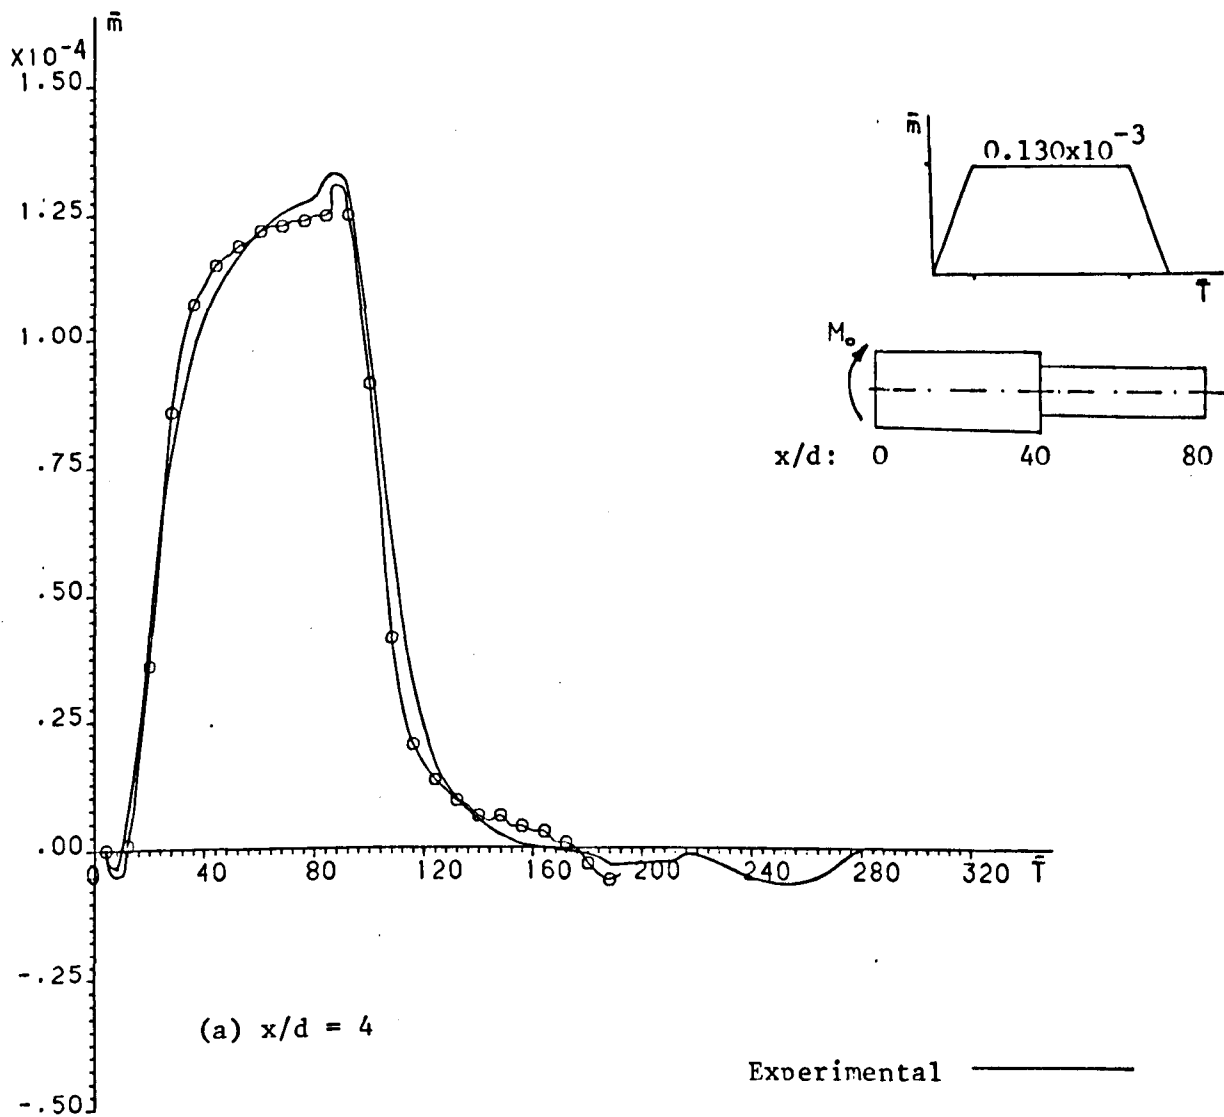 m̄
X10⁻⁴
1.50
1.25
1.00
.75
.50
.25
.00
-.25
-.50
0 40 80 120 160 200 240 280 320 T̄
m̄
0.130x10⁻³
T̄
M₀
x/d: 0 40 80
(a) x/d = 4
Experimental